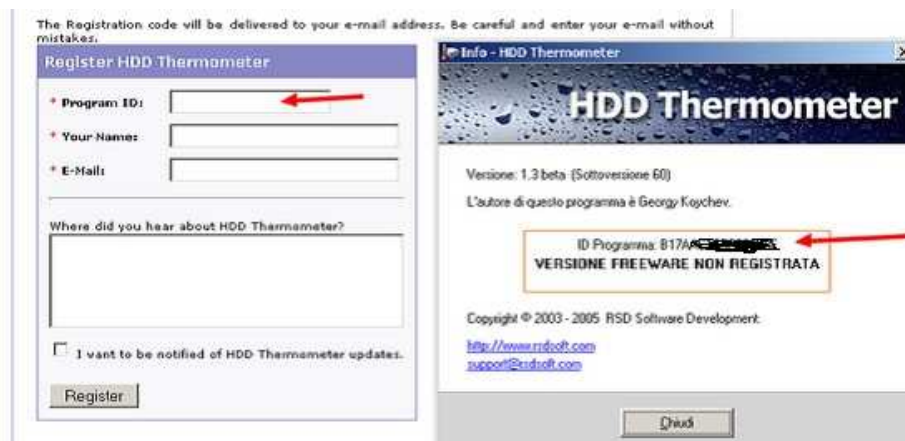 The Registration code will be delivered to your e-mail address. Be careful and enter your e-mail without
mistakes.
Register HDD Thermometer
* Program ID:
* Your Name:
* E-Mail:
Where did you hear about HDD Thermometer?
I want to be notified of HDD Thermometer updates.
Register
Info - HDD Thermometer
HDD Thermometer
Versione: 1.3 beta (Sottoversione 60)
L'autore di questo programma è Georgy Koychev.
ID Programma: B17A
VERSIONE FREEWARE NON REGISTRATA
Copyright © 2003 - 2005 RSD Software Development
http://www.rsdsoft.com
support@rsdsoft.com
Chiudi